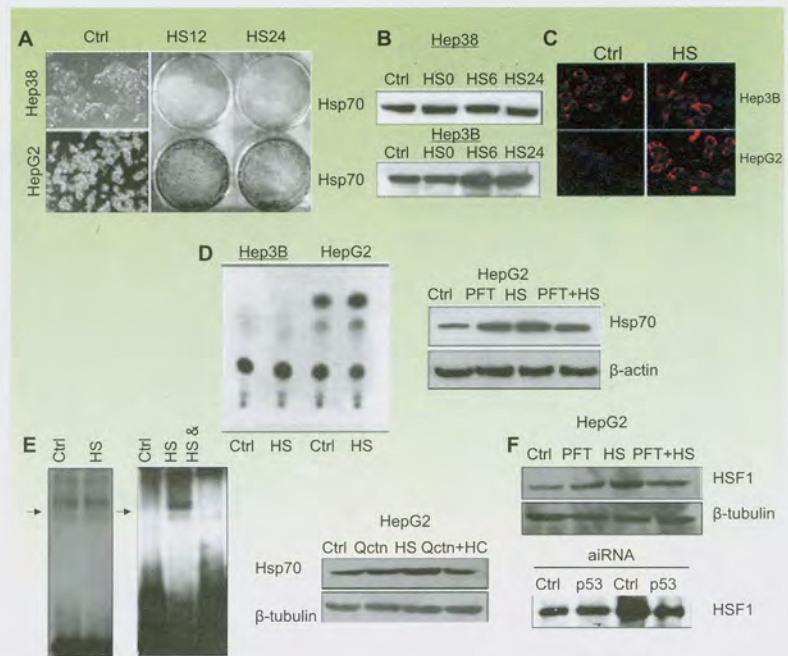 A
Ctrl HS12 HS24
Hep38
HepG2
B
Hep38
Ctrl HS0 HS6 HS24
Hsp70
Hep3B
Ctrl HS0 HS6 HS24
Hsp70
C
Ctrl HS
Hep3B
HepG2
D
Hep3B HepG2
Ctrl HS Ctrl HS
HepG2
Ctrl PFT HS PFT+HS
Hsp70
β-actin
E
Ctrl HS
Ctrl HS HS &
HepG2
Ctrl Qctn HS Qctn+HC
Hsp70
β-tubulin
F
HepG2
Ctrl PFT HS PFT+HS
HSF1
β-tubulin
aiRNA
Ctrl p53 Ctrl p53
HSF1